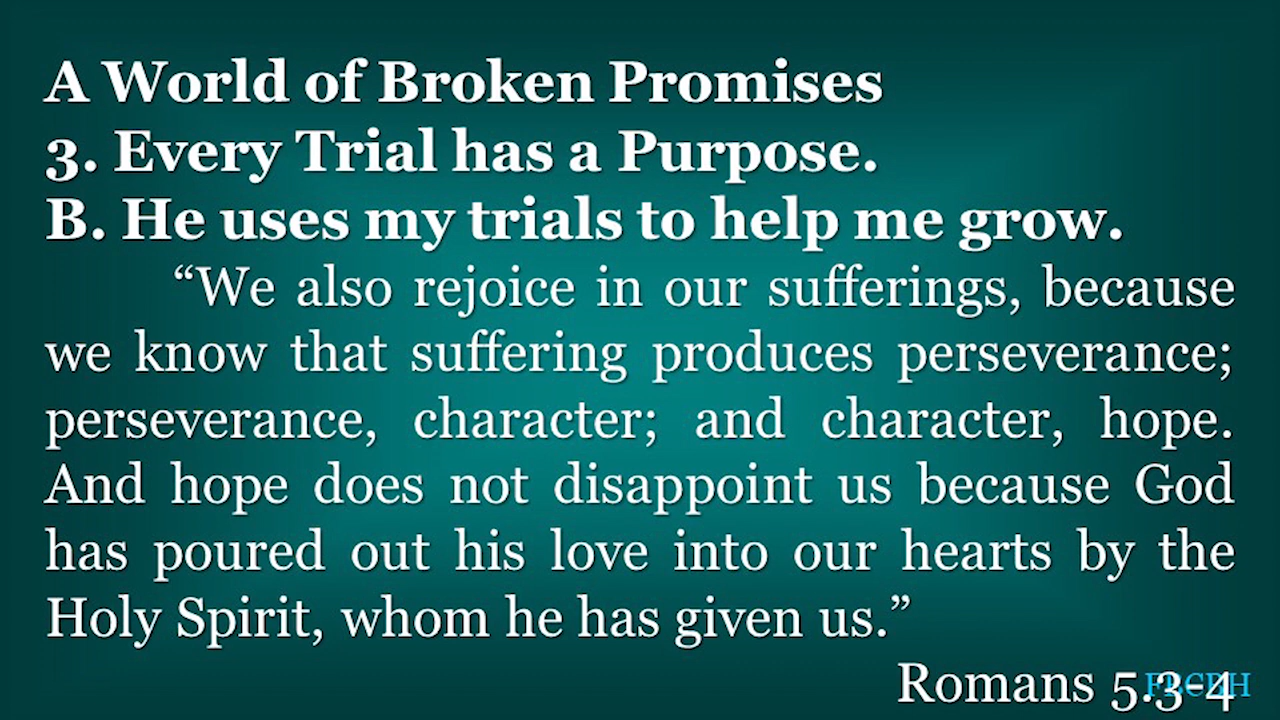 A World of Broken Promises
3. Every Trial has a Purpose.
B. He uses my trials to help me grow.
“We also rejoice in our sufferings, because
we know that suffering produces perseverance;
perseverance, character; and character, hope.
And hope does not disappoint us because God
has poured out his love into our hearts by the
Holy Spirit, whom he has given us.”
Romans 5.3-4